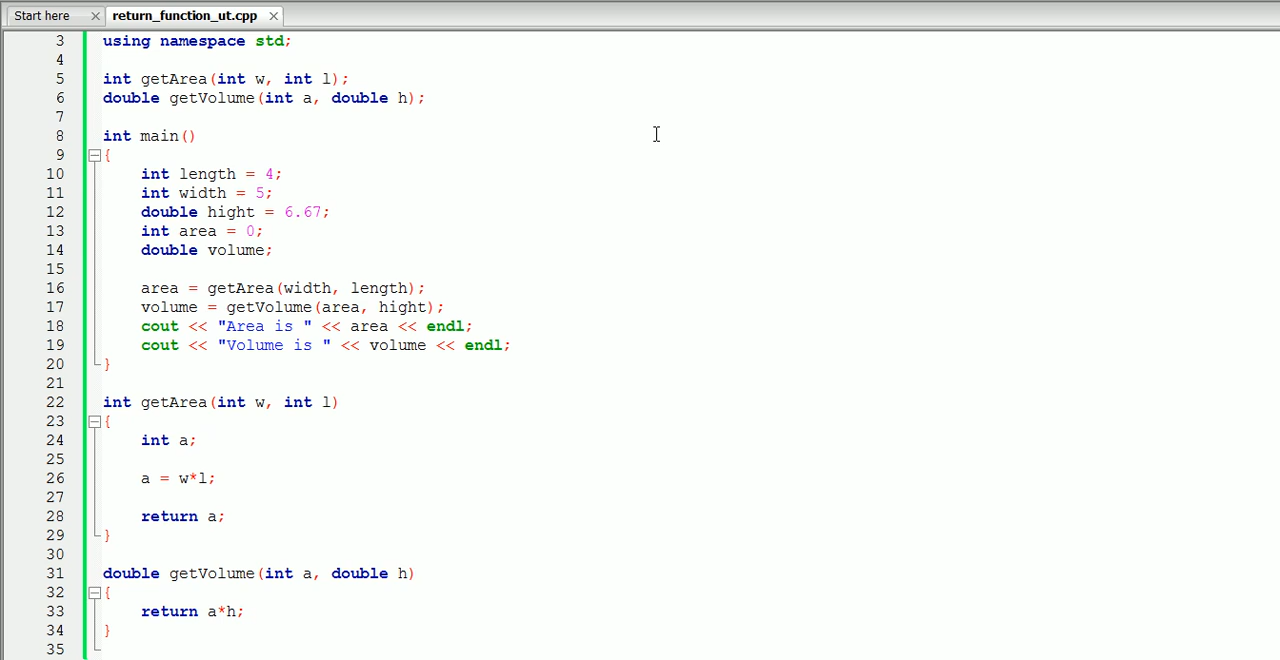 Start here
return_function_ut.cpp
3 using namespace std;
4
5 int getArea(int w, int l);
6 double getVolume(int a, double h);
7
8 int main()
9 {
10 int length = 4;
11 int width = 5;
12 double hight = 6.67;
13 int area = 0;
14 double volume;
15
16 area = getArea(width, length);
17 volume = getVolume(area, hight);
18 cout << "Area is " << area << endl;
19 cout << "Volume is " << volume << endl;
20 }
21
22 int getArea(int w, int l)
23 {
24 int a;
25
26 a = w*l;
27
28 return a;
29 }
30
31 double getVolume(int a, double h)
32 {
33 return a*h;
34 }
35